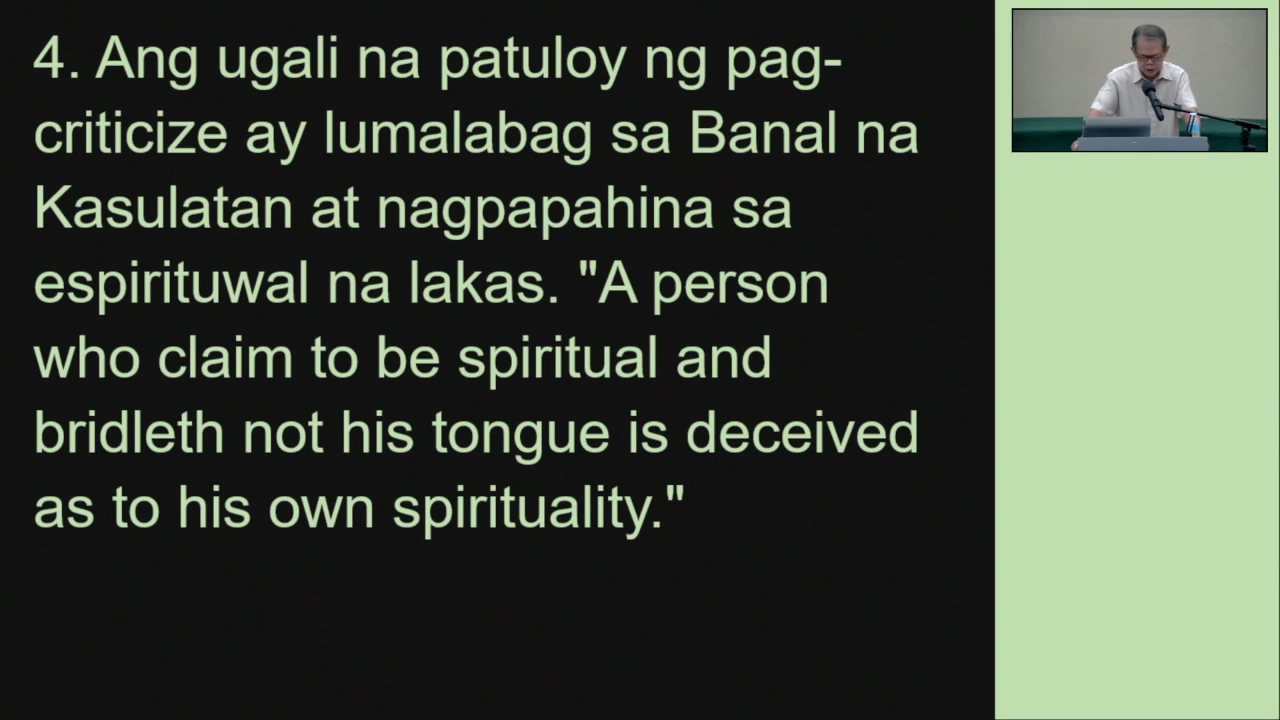 4. Ang ugali na patuloy ng pag-
criticize ay lumalabag sa Banal na
Kasulatan at nagpapahina sa
espirituwal na lakas. "A person
who claim to be spiritual and
bridleth not his tongue is deceived
as to his own spirituality."